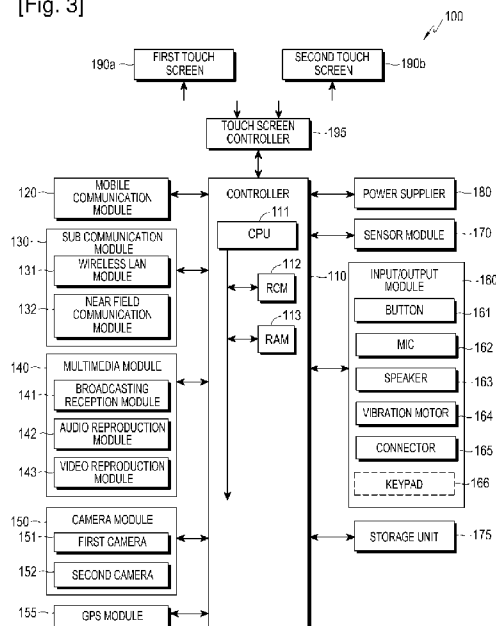 [Fig. 3]
100
190a
FIRST TOUCH
SCREEN
SECOND TOUCH
SCREEN
190b
TOUCH SCREEN
CONTROLLER
195
120
MOBILE
COMMUNICATION
MODULE
130
SUB COMMUNICATION
MODULE
131
WIRELESS LAN
MODULE
132
NEAR FIELD
COMMUNICATION
MODULE
140
MULTIMEDIA MODULE
141
BROADCASTING
RECEPTION MODULE
142
AUDIO REPRODUCTION
MODULE
143
VIDEO REPRODUCTION
MODULE
150
CAMERA MODULE
151
FIRST CAMERA
152
SECOND CAMERA
155
GPS MODULE
CONTROLLER
111
CPU
112
RCM
113
RAM
110
POWER SUPPLIER
180
SENSOR MODULE
170
INPUT/OUTPUT
MODULE
160
BUTTON
161
MIC
162
SPEAKER
163
VIBRATION MOTOR
164
CONNECTOR
165
KEYPAD
166
STORAGE UNIT
175